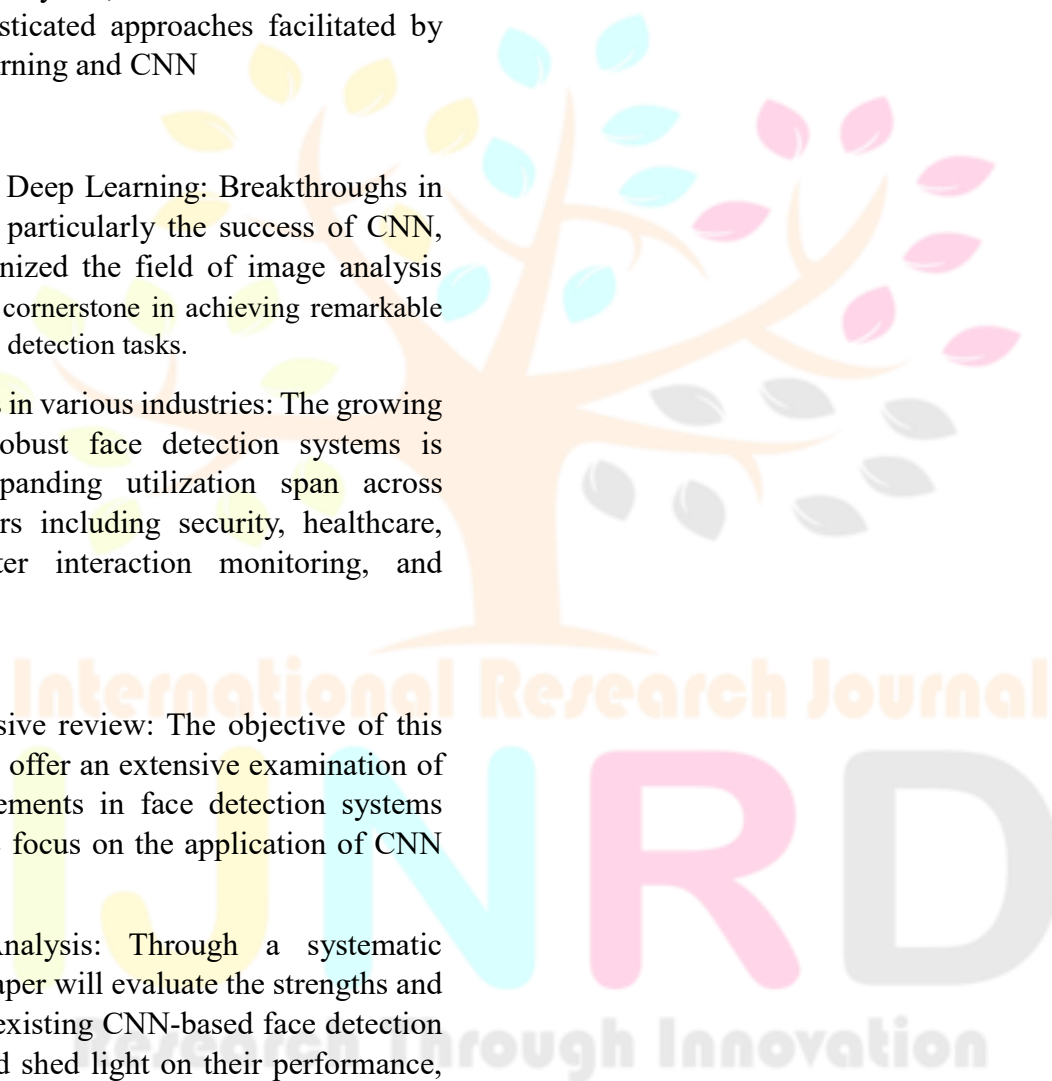 sticated approaches facilitated by
rning and CNN
Deep Learning: Breakthroughs in
particularly the success of CNN,
nized the field of image analysis
cornerstone in achieving remarkable
detection tasks.
s in various industries: The growing
obust face detection systems is
panding utilization span across
rs including security, healthcare,
ter interaction monitoring, and
International Research Journal
sive review: The objective of this
offer an extensive examination of
ements in face detection systems
focus on the application of CNN
IJNRD
nalysis: Through a systematic
aper will evaluate the strengths and
existing CNN-based face detection
d shed light on their performance,
Research Through Innovation